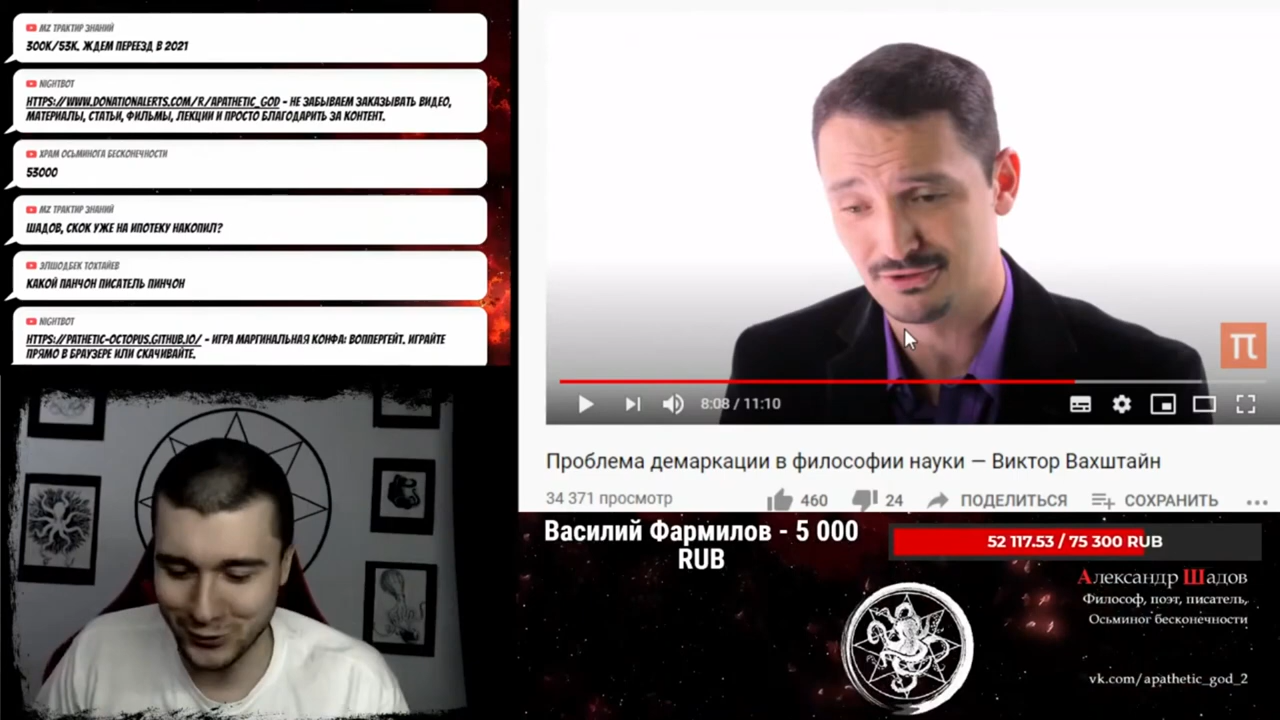 MZ ТРАКТИР ЗНАНИЙ
300К/53К. ЖДЕМ ПЕРЕЕЗД В 2021
NIGHTBOT
HTTPS://WWW.DONATIONALERTS.COM/R/APATHETIC_GOD - НЕ ЗАБЫВАЕМ ЗАКАЗЫВАТЬ ВИДЕО,
МАТЕРИАЛЫ, СТАТЬИ, ФИЛЬМЫ, ЛЕКЦИИ И ПРОСТО БЛАГОДАРИТЬ ЗА КОНТЕНТ.
ХРАМ ОСЬМИНОГА БЕСКОНЕЧНОСТИ
53000
MZ ТРАКТИР ЗНАНИЙ
ШАДОВ, СКОК УЖЕ НА ИПОТЕКУ НАКОПИЛ?
ЭЛШОДБЕК ТОХТАЙЕВ
КАКОЙ ПАНЧОН ПИСАТЕЛЬ ПИНЧОН
NIGHTBOT
HTTPS://PATHETIC-OCTOPUS.GITHUB.IO/ - ИГРА МАРГИНАЛЬНАЯ КОНФА: ВОППЕРГЕЙТ. ИГРАЙТЕ
ПРЯМО В БРАУЗЕРЕ ИЛИ СКАЧИВАЙТЕ.
π
8:08 / 11:10
Проблема демаркации в философии науки — Виктор Вахштайн
34 371 просмотр
460
24
ПОДЕЛИТЬСЯ
СОХРАНИТЬ
Василий Фармилов - 5 000
RUB
52 117.53 / 75 300 RUB
Александр Шадов
Философ, поэт, писатель,
Осьминог бесконечности
vk.com/apathetic_god_2